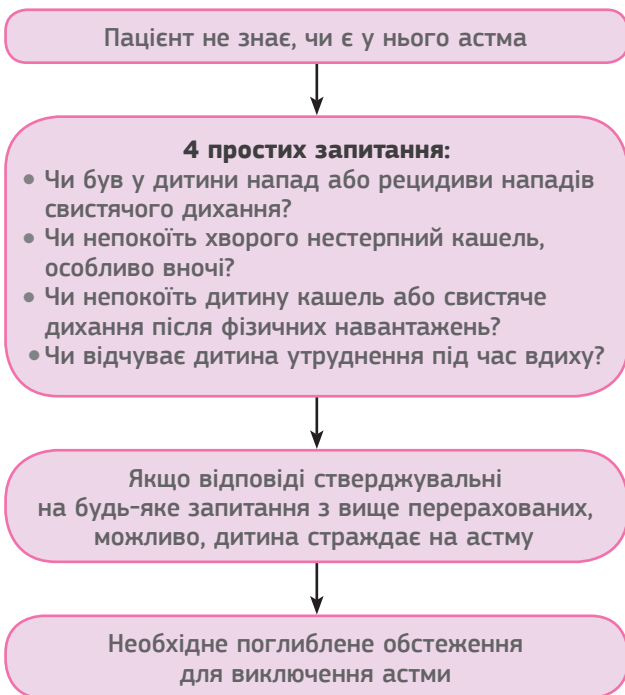 Пацієнт не знає, чи є у нього астма
4 простих запитання:
• Чи був у дитини напад або рецидиви нападів
свистячого дихання?
• Чи непокоїть хворого нестерпний кашель,
особливо вночі?
• Чи непокоїть дитину кашель або свистяче
дихання після фізичних навантажень?
• Чи відчуває дитина утруднення під час вдиху?
Якщо відповіді стверджувальні
на будь-яке запитання з вище перерахованих,
можливо, дитина страждає на астму
Необхідне поглиблене обстеження
для виключення астми